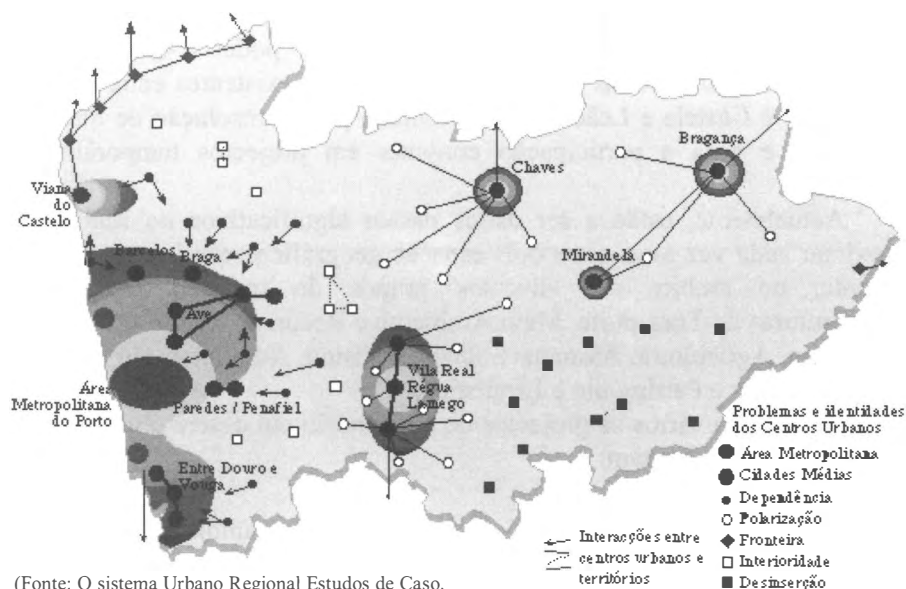 Chaves
Bragança
Viana
do
Castelo
Barcelos
Braga
Mirandela
Ave
Área
Metropolitana
do Porto
Paredes / Penafiel
Vila Real
Régua
Lamego
Entre Douro e
Vouga
Problemas e identidades
dos Centros Urbanos
Área Metropolitana
Cidades Médias
Dependência
Polarização
Fronteira
Interioridade
Desinserção
Interacções entre
centros urbanos e
territórios
(Fonte: O sistema Urbano Regional Estudos de Caso.